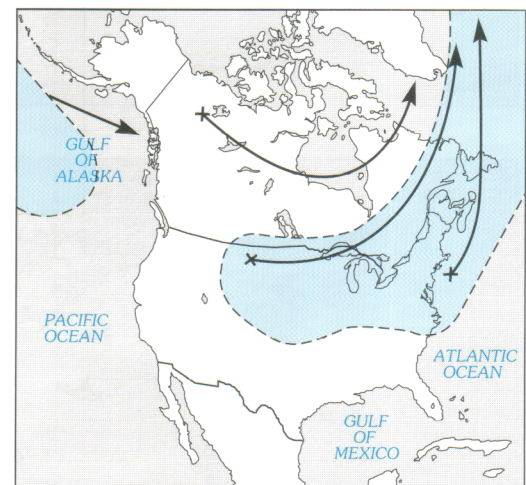 GULF
OF
ALASKA
PACIFIC
OCEAN
ATLANTIC
OCEAN
GULF
OF
MEXICO